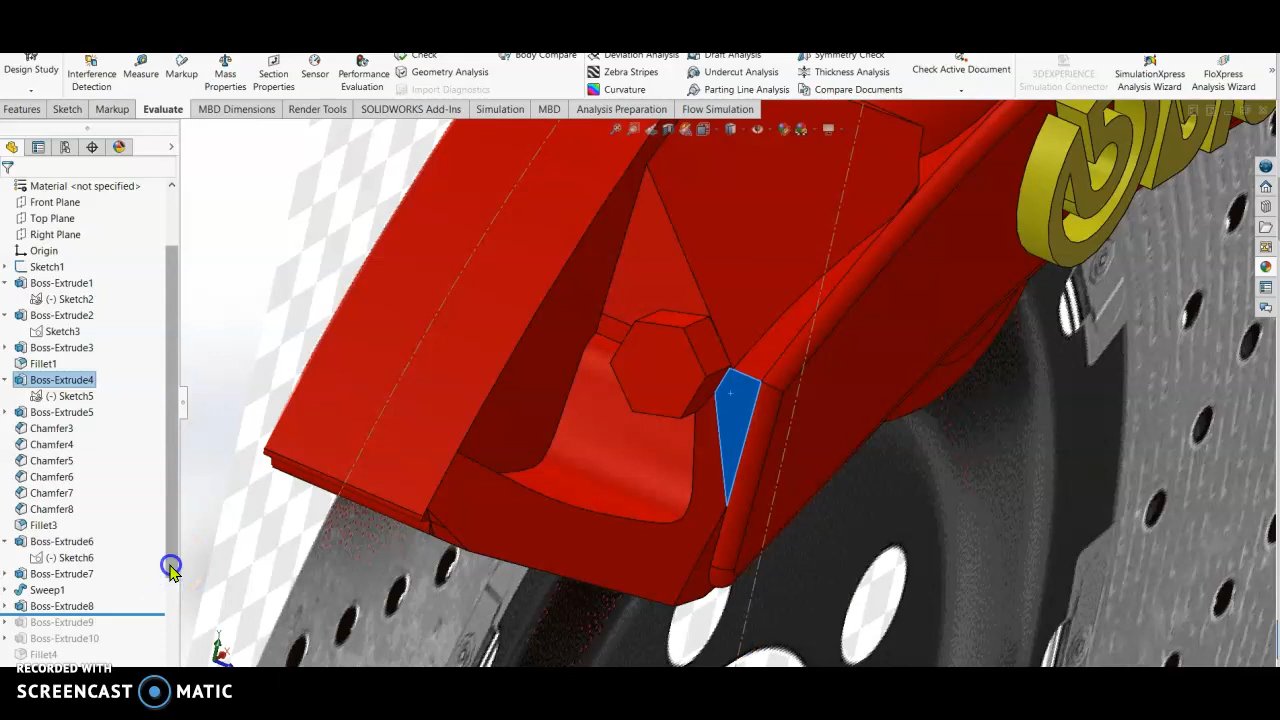 Design Study
Interference Detection
Measure
Markup
Mass Properties
Section Properties
Sensor
Performance Evaluation
Check
Geometry Analysis
Import Diagnostics
Body Compare
Deviation Analysis
Zebra Stripes
Curvature
Draft Analysis
Undercut Analysis
Parting Line Analysis
Symmetry Check
Thickness Analysis
Compare Documents
Check Active Document
3DEXPERIENCE Simulation Connector
SimulationXpress Analysis Wizard
FloXpress Analysis Wizard
Features Sketch Markup Evaluate MBD Dimensions Render Tools SOLIDWORKS Add-Ins Simulation MBD Analysis Preparation Flow Simulation
Material <not specified>
Front Plane
Top Plane
Right Plane
Origin
Sketch1
Boss-Extrude1
(-) Sketch2
Boss-Extrude2
Sketch3
Boss-Extrude3
Fillet1
Boss-Extrude4
(-) Sketch5
Boss-Extrude5
Chamfer3
Chamfer4
Chamfer5
Chamfer6
Chamfer7
Chamfer8
Fillet3
Boss-Extrude6
(-) Sketch6
Boss-Extrude7
Sweep1
Boss-Extrude8
Boss-Extrude9
Boss-Extrude10
Fillet4
RECORDED WITH
SCREENCAST MATIC